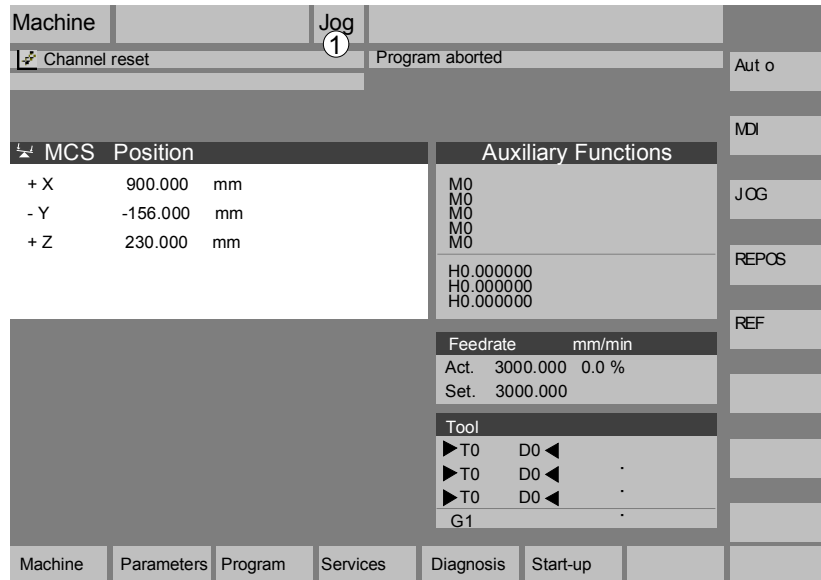 Machine Jog
1
Channel reset Program aborted
Aut o
MDI
JOG
REPOS
REF
MCS Position
+ X 900.000 mm
- Y -156.000 mm
+ Z 230.000 mm
Auxiliary Functions
M0
M0
M0
M0
M0
H0.000000
H0.000000
H0.000000
Feedrate mm/min
Act. 3000.000 0.0 %
Set. 3000.000
Tool
T0 D0
T0 D0 .
T0 D0 .
G1 .
Machine Parameters Program Services Diagnosis Start-up